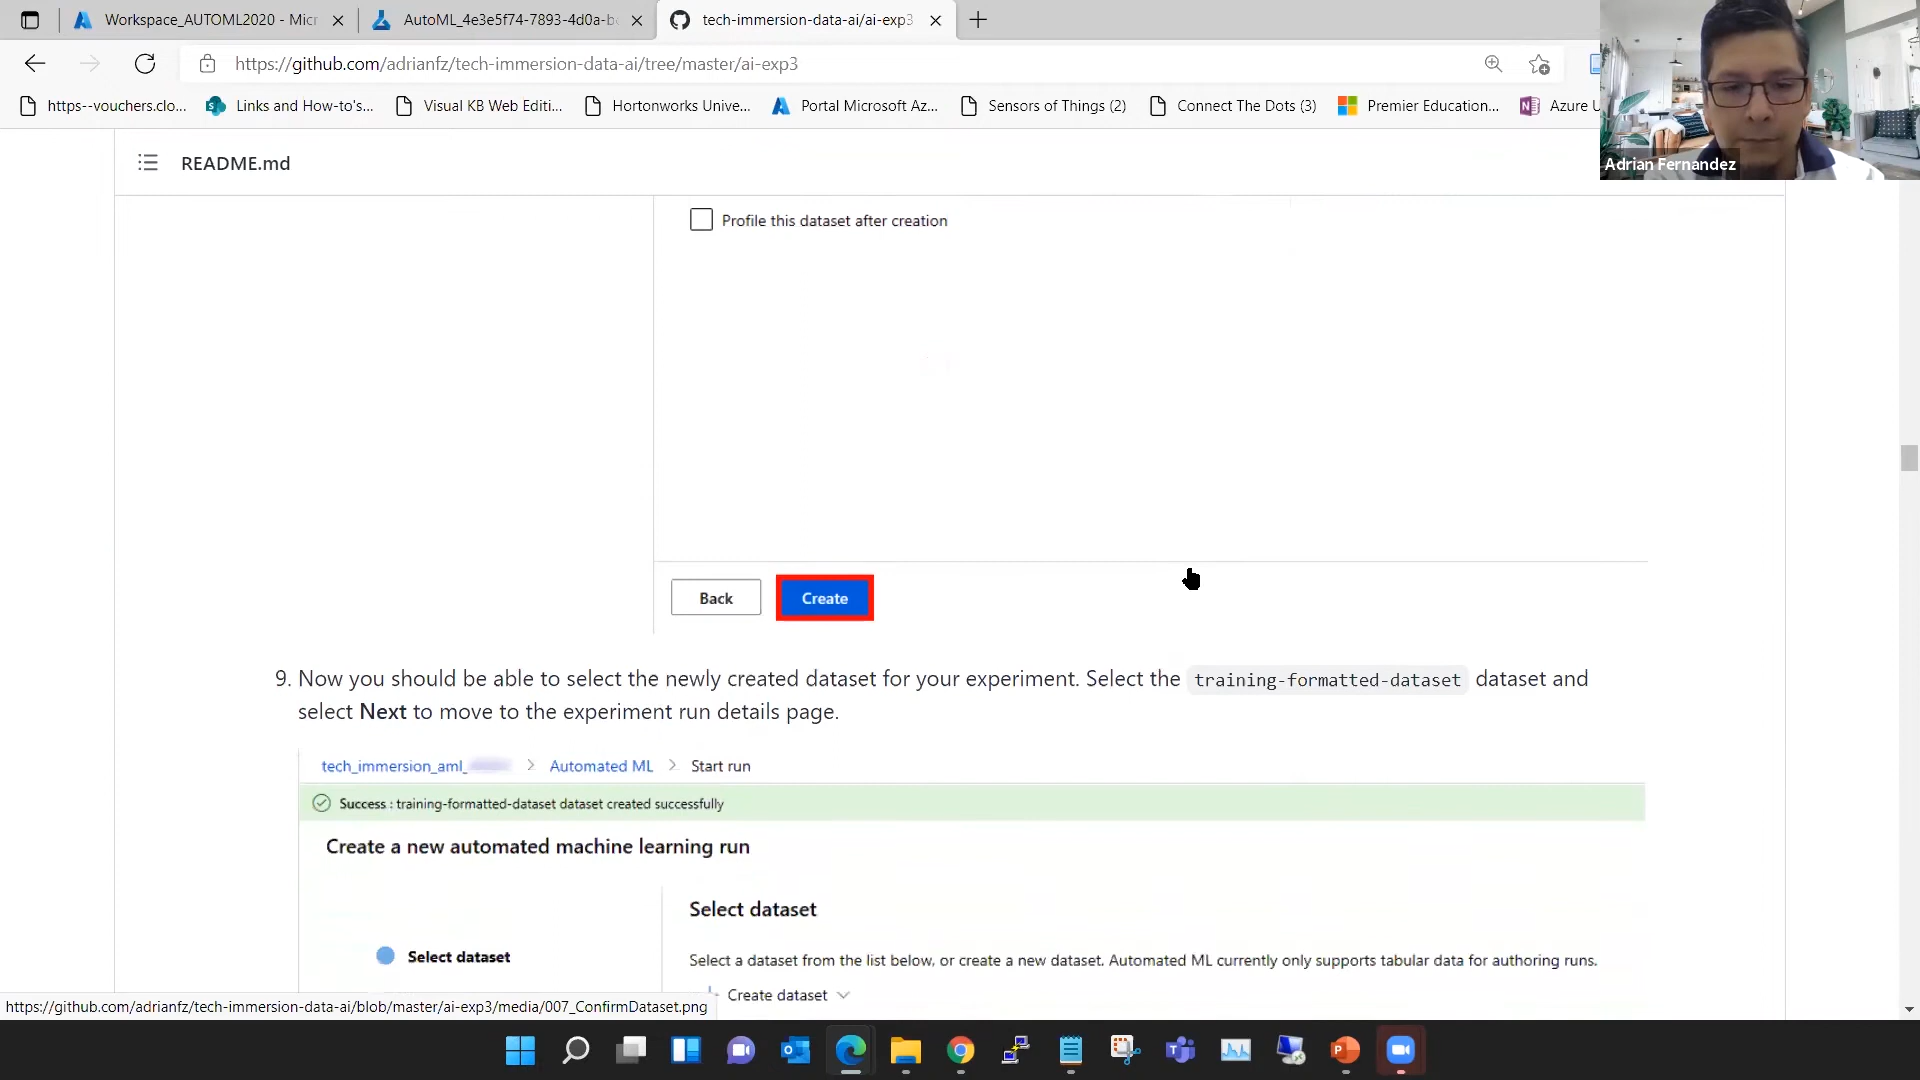 Workspace_AUTOML2020 - Micr
AutoML_4e3e5f74-7893-4d0a-bc
tech-immersion-data-ai/ai-exp3
https://github.com/adrianfz/tech-immersion-data-ai/tree/master/ai-exp3
https--vouchers.clo...
Links and How-to's...
Visual KB Web Editi...
Hortonworks Unive...
Portal Microsoft Az...
Sensors of Things (2)
Connect The Dots (3)
Premier Education...
Azure U
README.md
Adrian Fernandez
Profile this dataset after creation
Back
Create
9. Now you should be able to select the newly created dataset for your experiment. Select the training-formatted-dataset dataset and
select Next to move to the experiment run details page.
tech_immersion_aml_ > Automated ML > Start run
Success : training-formatted-dataset dataset created successfully
Create a new automated machine learning run
Select dataset
Select dataset
Select a dataset from the list below, or create a new dataset. Automated ML currently only supports tabular data for authoring runs.
Create dataset
https://github.com/adrianfz/tech-immersion-data-ai/blob/master/ai-exp3/media/007_ConfirmDataset.png